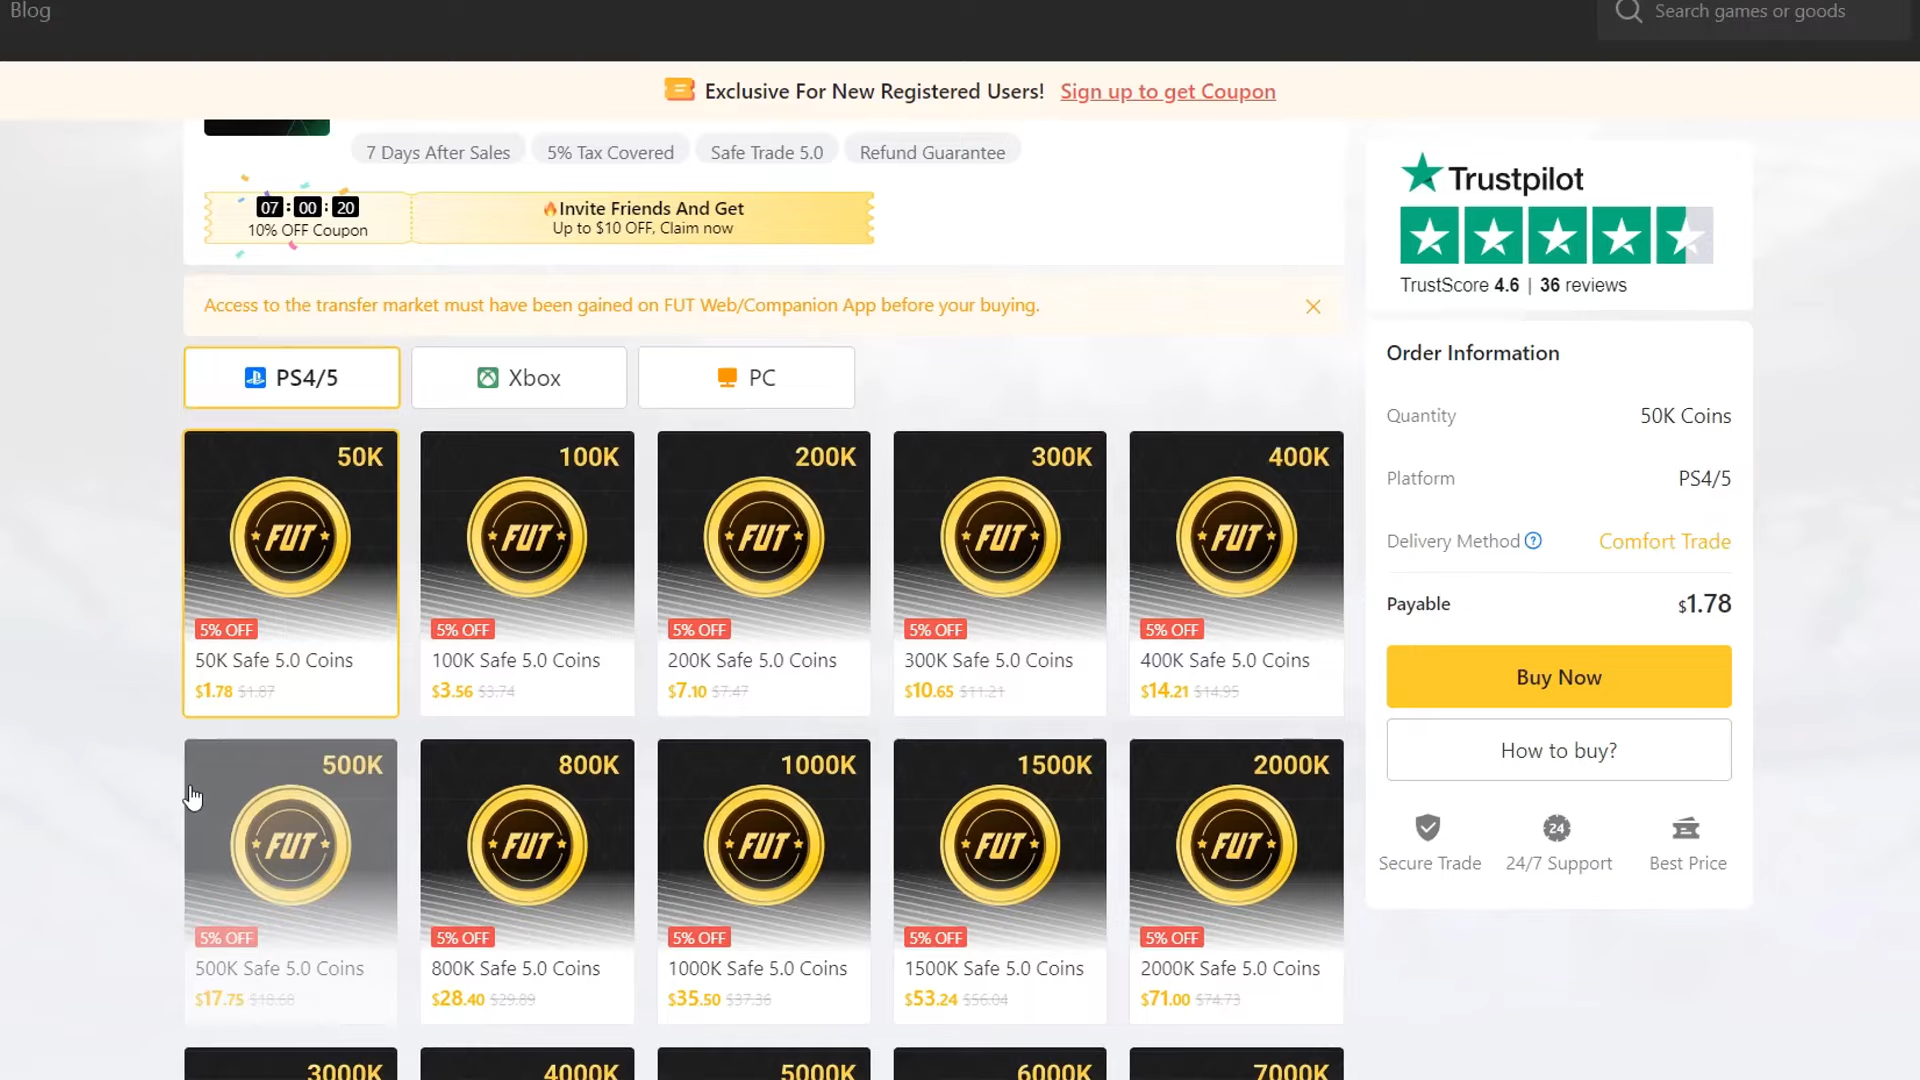 Blog
Search games or goods
Exclusive For New Registered Users! Sign up to get Coupon
7 Days After Sales
5% Tax Covered
Safe Trade 5.0
Refund Guarantee
07 : 00 : 20
10% OFF Coupon
🔥Invite Friends And Get
Up to $10 OFF, Claim now
Trustpilot
TrustScore 4.6 | 36 reviews
Access to the transfer market must have been gained on FUT Web/Companion App before your buying.
PS4/5
Xbox
PC
50K
FUT
5% OFF
50K Safe 5.0 Coins
$1.78 $1.87
100K
FUT
5% OFF
100K Safe 5.0 Coins
$3.56 $3.74
200K
FUT
5% OFF
200K Safe 5.0 Coins
$7.10 $7.47
300K
FUT
5% OFF
300K Safe 5.0 Coins
$10.65 $11.21
400K
FUT
5% OFF
400K Safe 5.0 Coins
$14.21 $14.95
500K
FUT
5% OFF
500K Safe 5.0 Coins
$17.75 $18.68
800K
FUT
5% OFF
800K Safe 5.0 Coins
$28.40 $29.89
1000K
FUT
5% OFF
1000K Safe 5.0 Coins
$35.50 $37.36
1500K
FUT
5% OFF
1500K Safe 5.0 Coins
$53.24 $56.04
2000K
FUT
5% OFF
2000K Safe 5.0 Coins
$71.00 $74.73
3000K
4000K
5000K
6000K
7000K
Order Information
Quantity 50K Coins
Platform PS4/5
Delivery Method ? Comfort Trade
Payable $1.78
Buy Now
How to buy?
24
Secure Trade
24/7 Support
Best Price